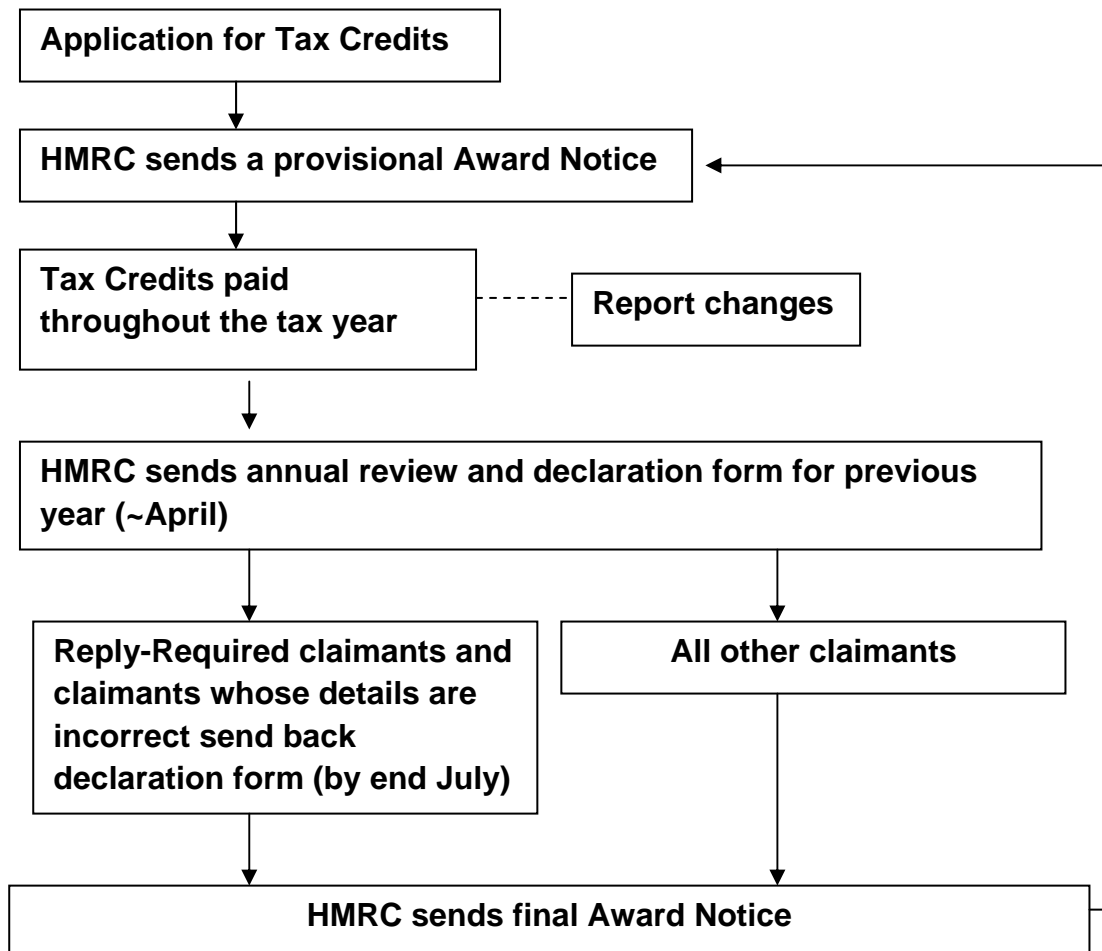 Application for Tax Credits
HMRC sends a provisional Award Notice
Tax Credits paid
throughout the tax year
Report changes
HMRC sends annual review and declaration form for previous
year (~April)
Reply-Required claimants and
claimants whose details are
incorrect send back
declaration form (by end July)
All other claimants
HMRC sends final Award Notice